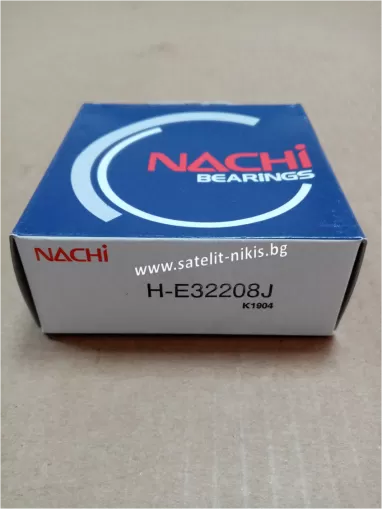 NACHi
BEARINGS
NACHi
www.satelit-nikis.bg
H-E32208J
K1904